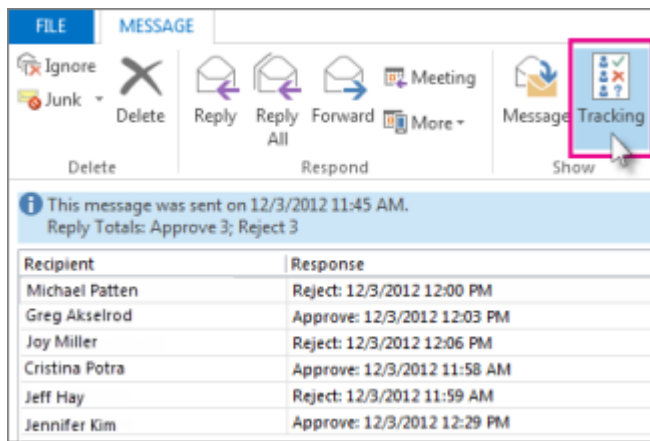 FILE MESSAGE
Ignore
Junk
Delete
Reply
Reply All
Forward
Meeting
More
Message
Tracking
Delete Respond Show
This message was sent on 12/3/2012 11:45 AM.
Reply Totals: Approve 3; Reject 3
Recipient Response
Michael Patten Reject: 12/3/2012 12:00 PM
Greg Akselrod Approve: 12/3/2012 12:03 PM
Joy Miller Reject: 12/3/2012 12:06 PM
Cristina Potra Approve: 12/3/2012 11:58 AM
Jeff Hay Reject: 12/3/2012 11:59 AM
Jennifer Kim Approve: 12/3/2012 12:29 PM